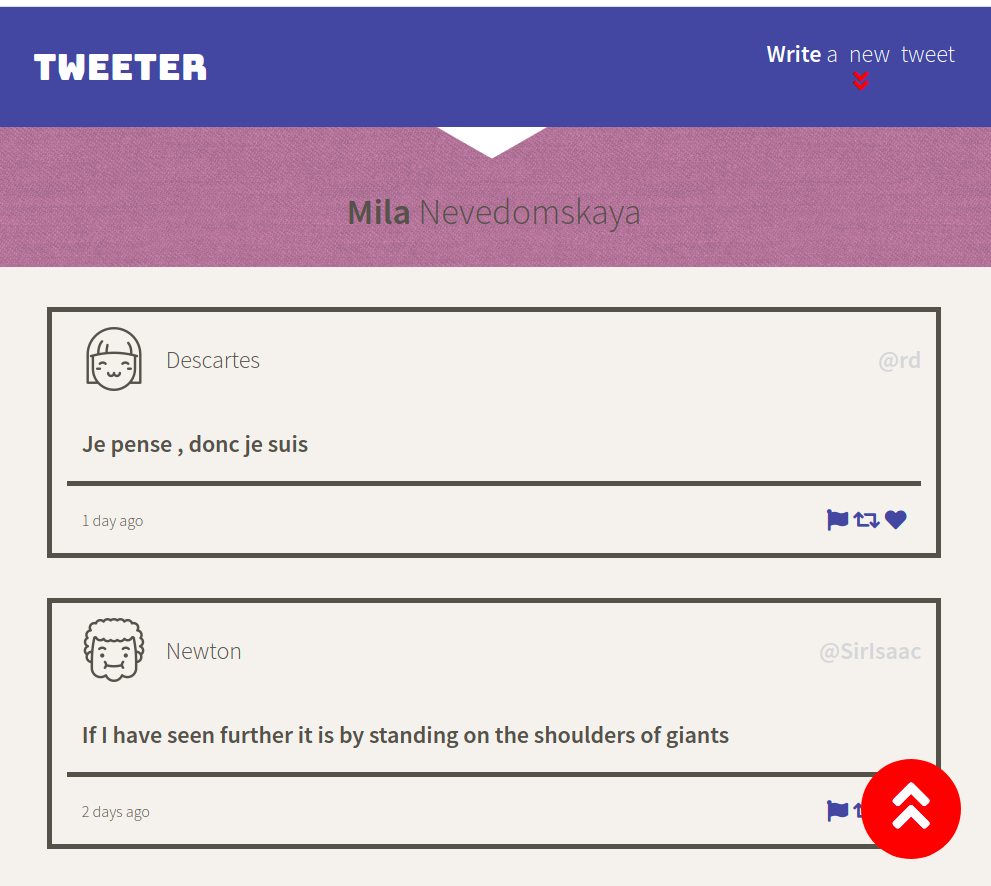 TWEETER
Write a new tweet
Mila Nevedomskaya
Descartes
@rd
Je pense , donc je suis
1 day ago
Newton
@SirIsaac
If I have seen further it is by standing on the shoulders of giants
2 days ago